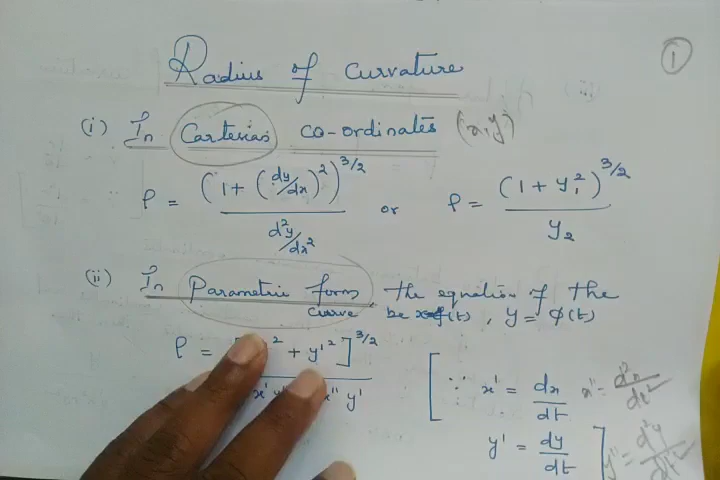 1
Radius of Curvature
(i) In Cartesian co-ordinates (x,y)
ρ = (1 + (dy/dx)²)^3/2 / d²y/dx² or ρ = (1 + y₁²)^3/2 / y₂
(ii) In Parametric form the equation of the
curve be x=f(t), y = φ(t)
ρ = ² + y'²]^3/2 / x' x" y'
[∵ x' = dx/dt x" = d²x/dt²
y' = dy/dt] y" = d²y/dt²